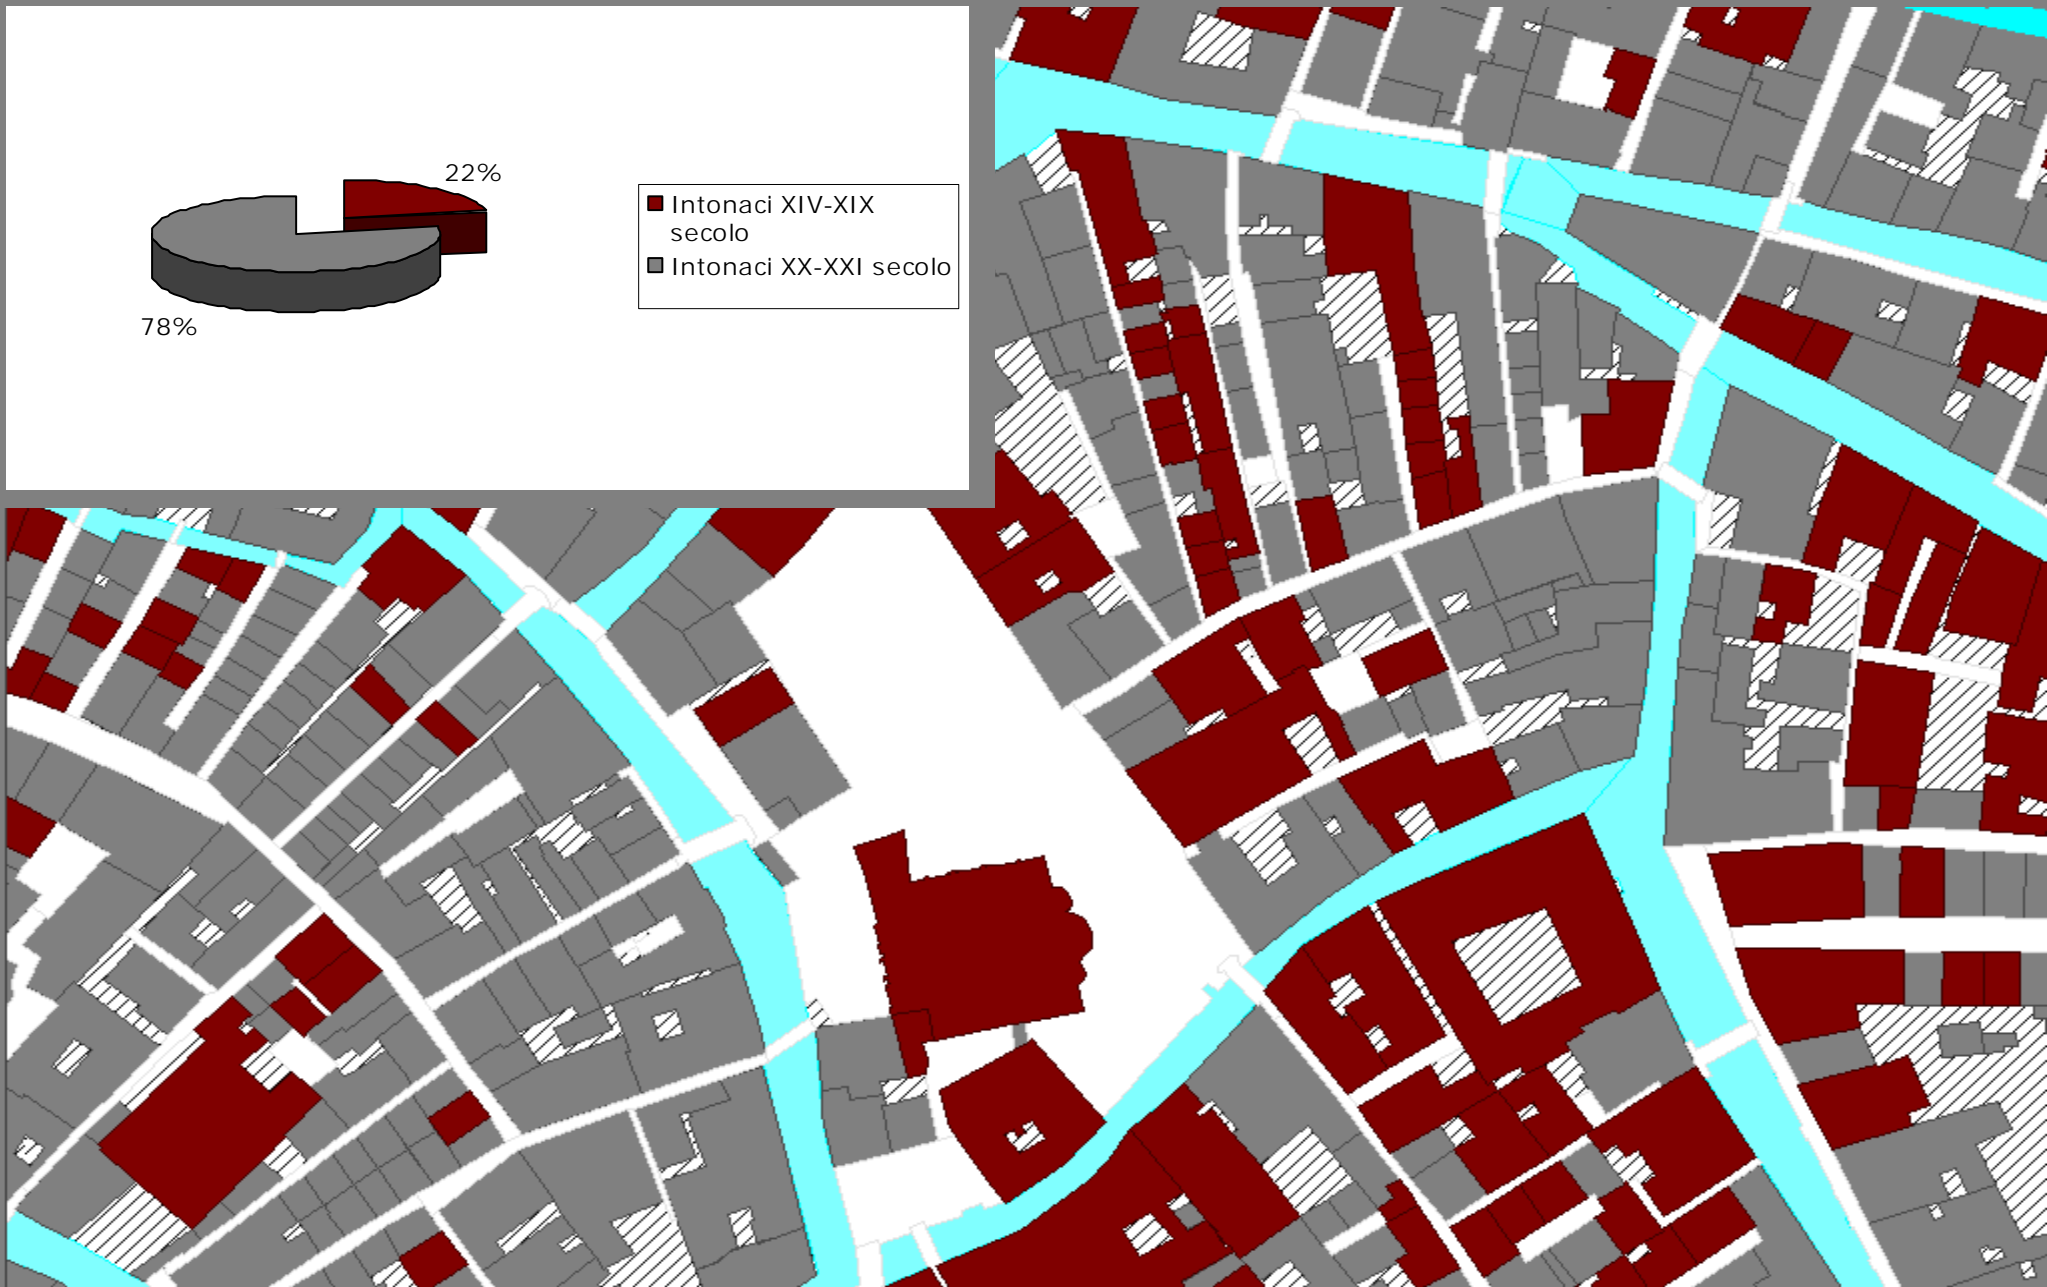 22%
Intonaci XIV-XIX
secolo
Intonaci XX-XXI secolo
78%